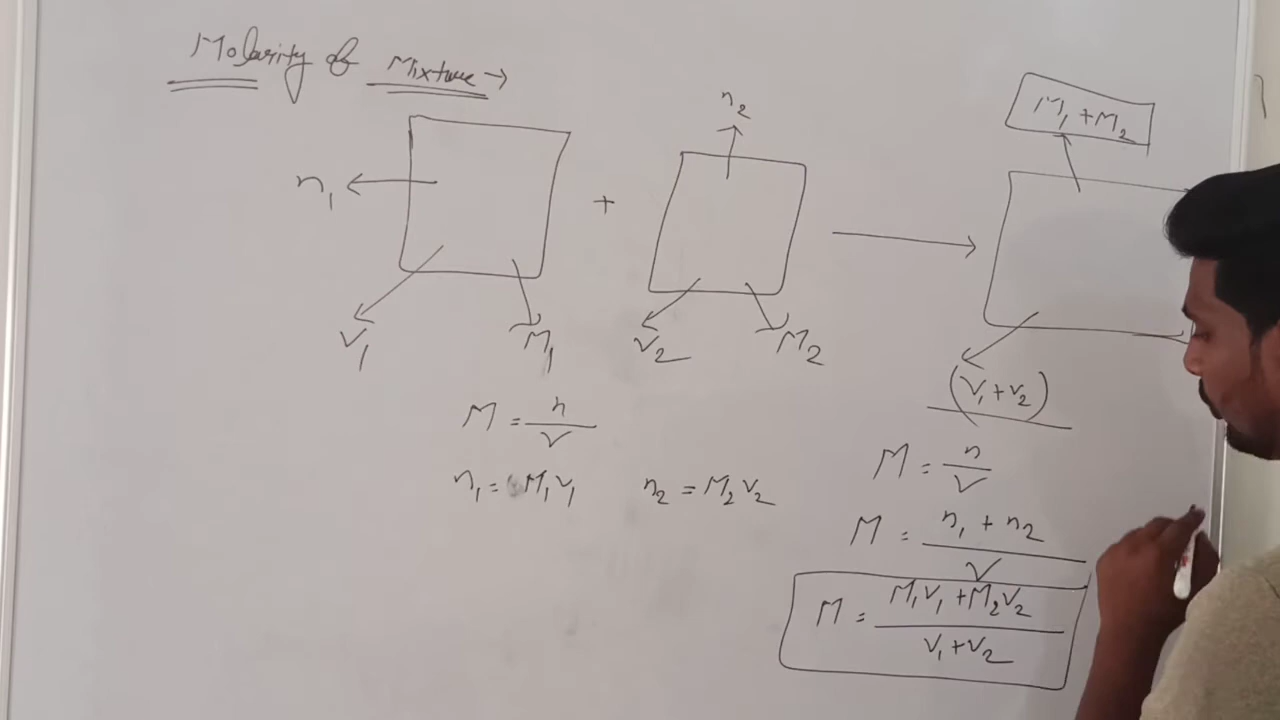 Molarity of Mixture →
n₂
M₁ + M₂
n₁
+
V₁
M₁
V₂
M₂
(V₁ + V₂)
M = n/V
n₁ = M₁V₁
n₂ = M₂V₂
M = n/V
M = n₁ + n₂/V
M = M₁V₁ + M₂V₂/V₁ + V₂